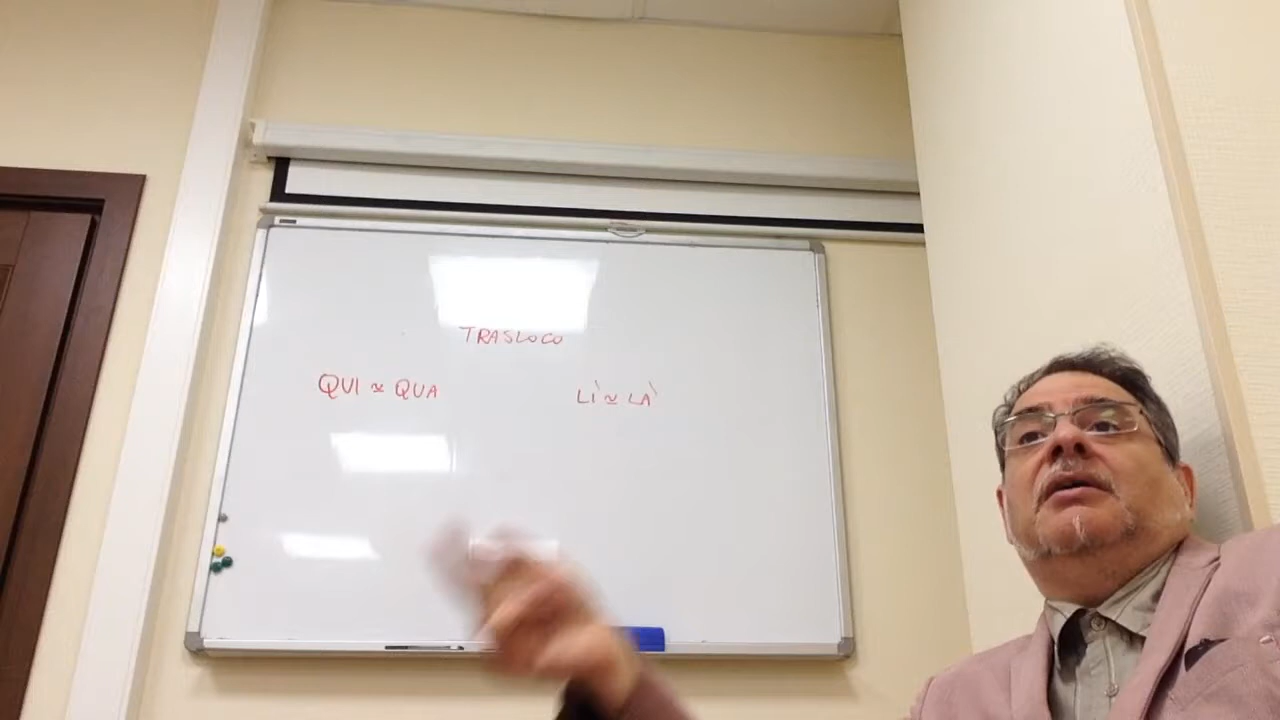 TRASLOCO
QUI ≃ QUA
LÌ ≃ LÀ